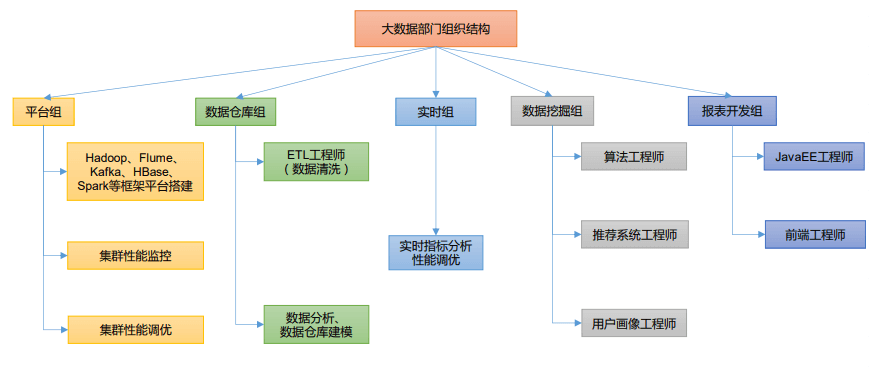 大数据部门组织结构
平台组
数据仓库组
实时组
数据挖掘组
报表开发组
Hadoop、Flume、
Kafka、HBase、
Spark等框架平台搭建
集群性能监控
集群性能调优
ETL工程师
（数据清洗）
数据分析、
数据仓库建模
实时指标分析
性能调优
算法工程师
推荐系统工程师
用户画像工程师
JavaEE工程师
前端工程师